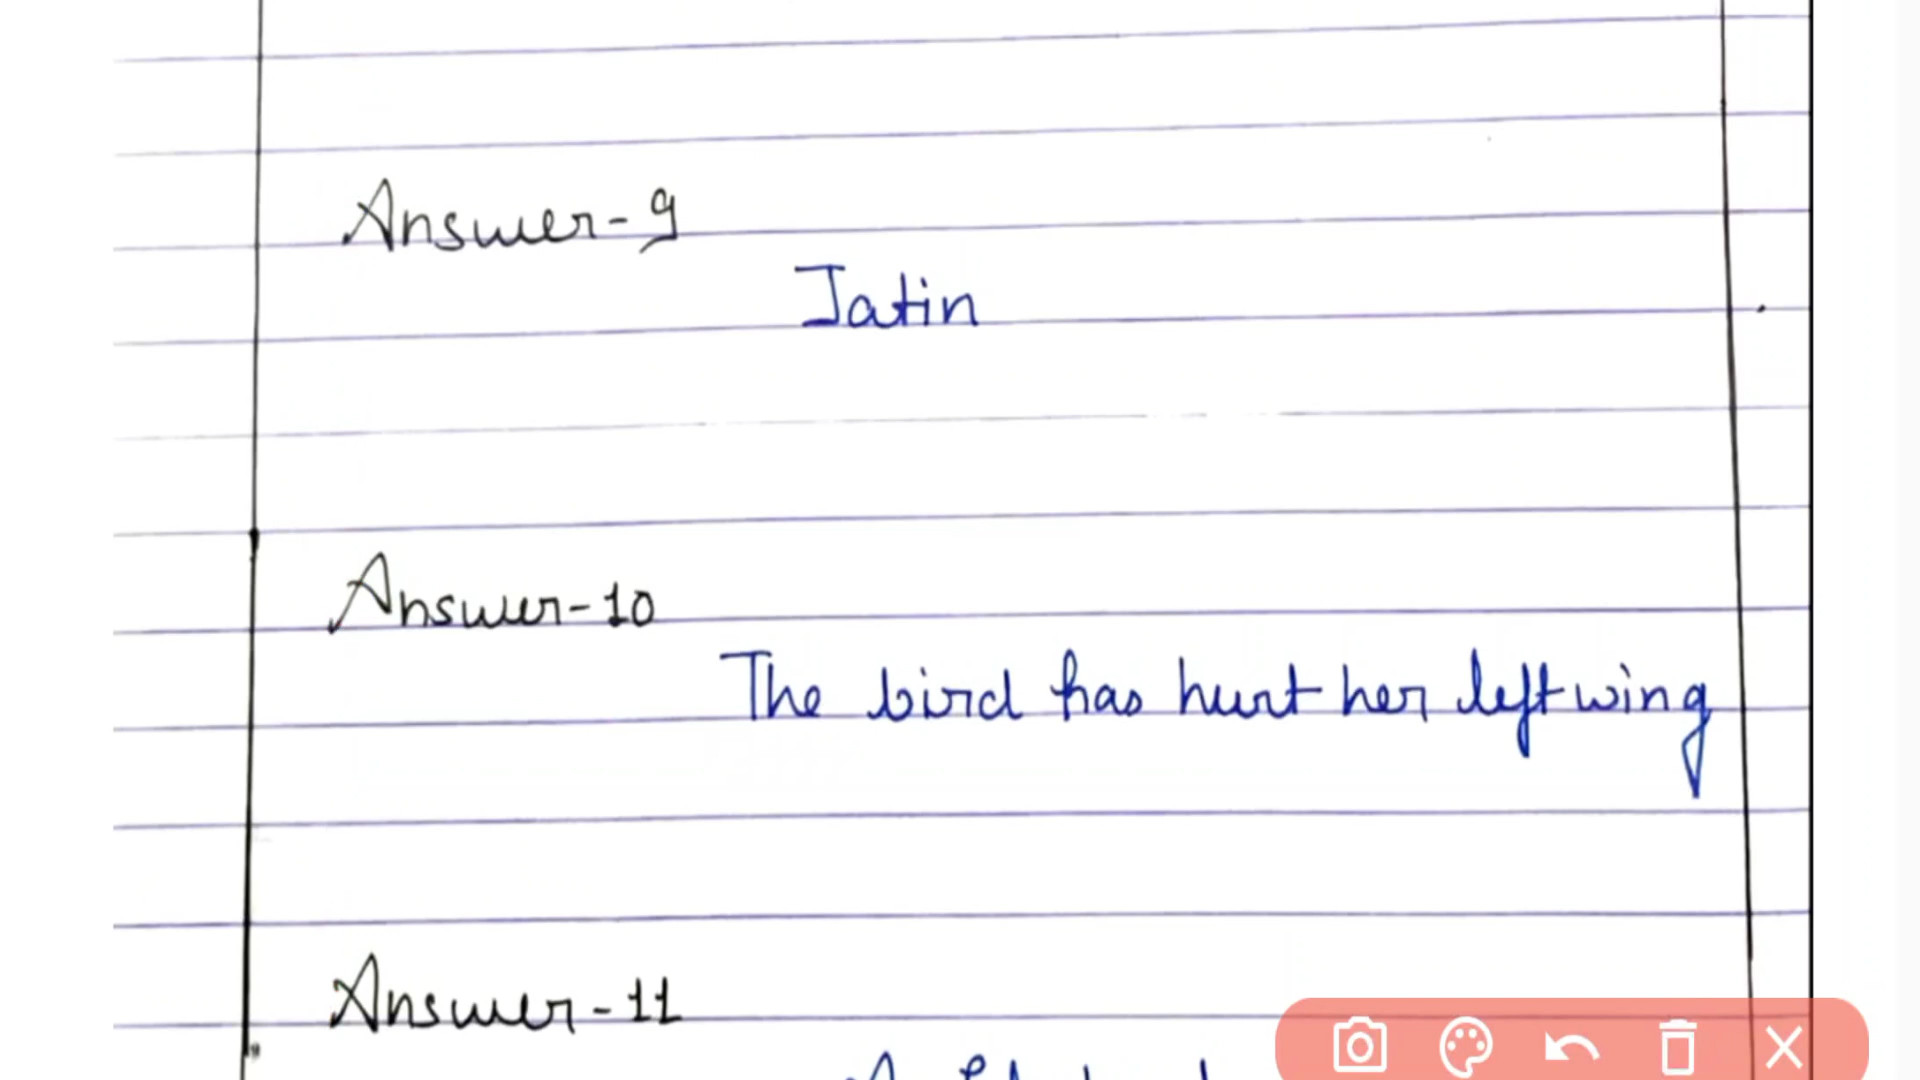 Answer-9
Jatin
Answer-10
The bird has hurt her left wing
Answer-11